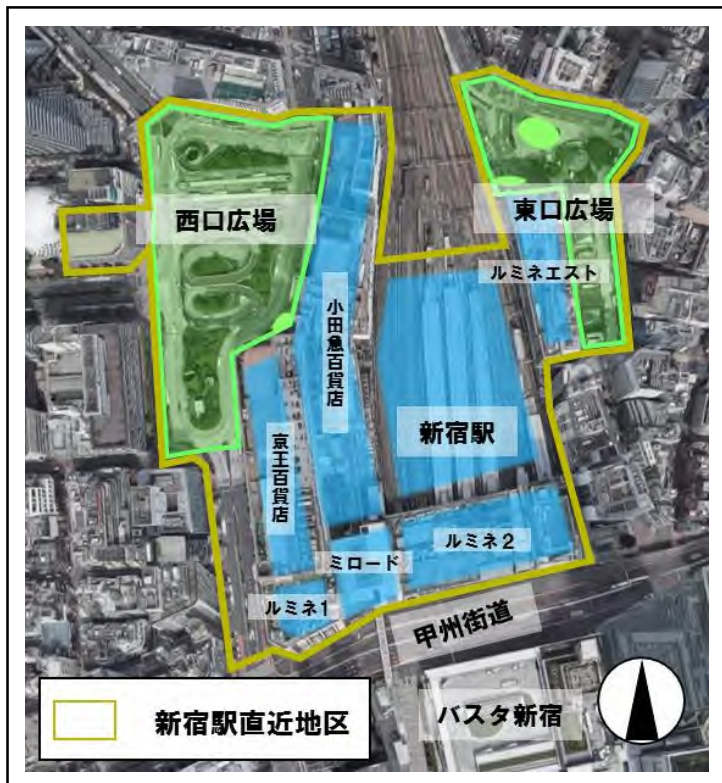 西口広場
東口広場
ルミネエスト
小田急百貨店
新宿駅
京王百貨店
ルミネ2
ミロード
ルミネ1
甲州街道
バスタ新宿
新宿駅直近地区